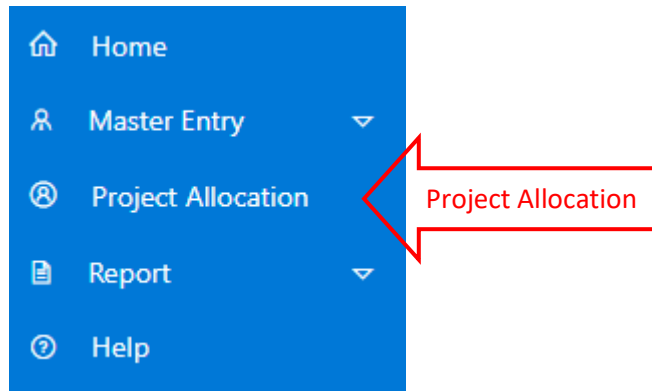 Home
Master Entry
Project Allocation
Project Allocation
Report
Help